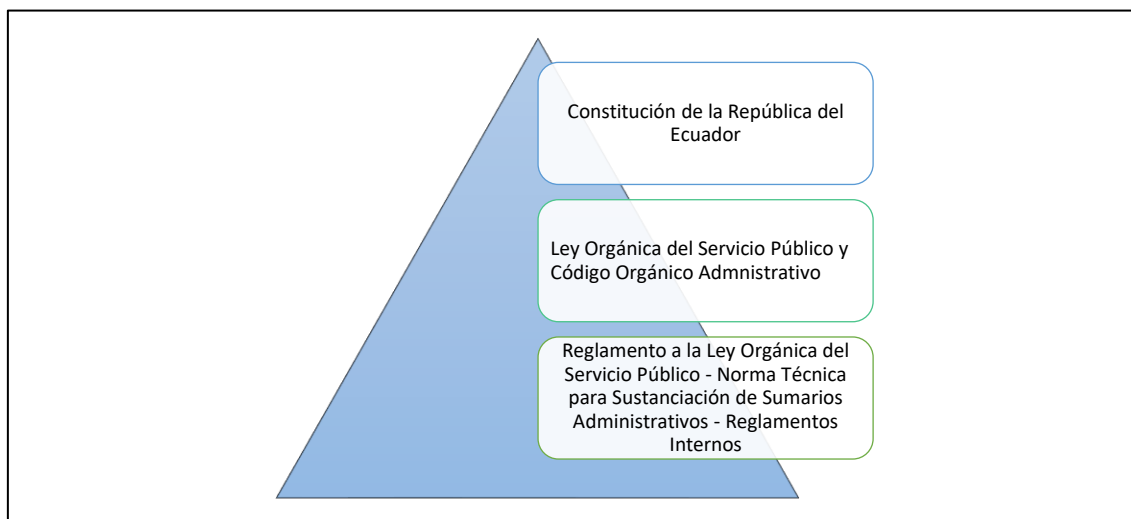 Constitución de la República del
Ecuador
Ley Orgánica del Servicio Público y
Código Orgánico Admnistrativo
Reglamento a la Ley Orgánica del
Servicio Público - Norma Técnica
para Sustanciación de Sumarios
Administrativos - Reglamentos
Internos